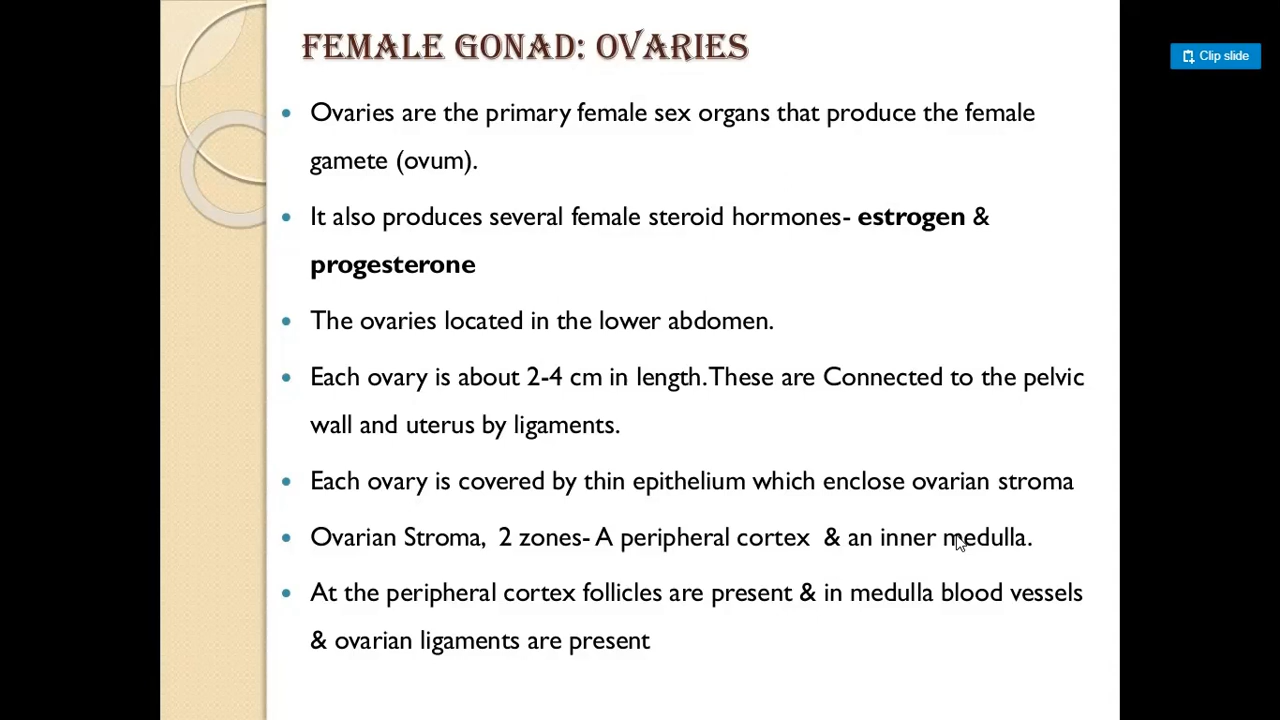 FEMALE GONAD: OVARIES
Clip slide
• Ovaries are the primary female sex organs that produce the female
gamete (ovum).
• It also produces several female steroid hormones- estrogen &
progesterone
• The ovaries located in the lower abdomen.
• Each ovary is about 2-4 cm in length.These are Connected to the pelvic
wall and uterus by ligaments.
• Each ovary is covered by thin epithelium which enclose ovarian stroma
• Ovarian Stroma, 2 zones- A peripheral cortex & an inner medulla.
• At the peripheral cortex follicles are present & in medulla blood vessels
& ovarian ligaments are present